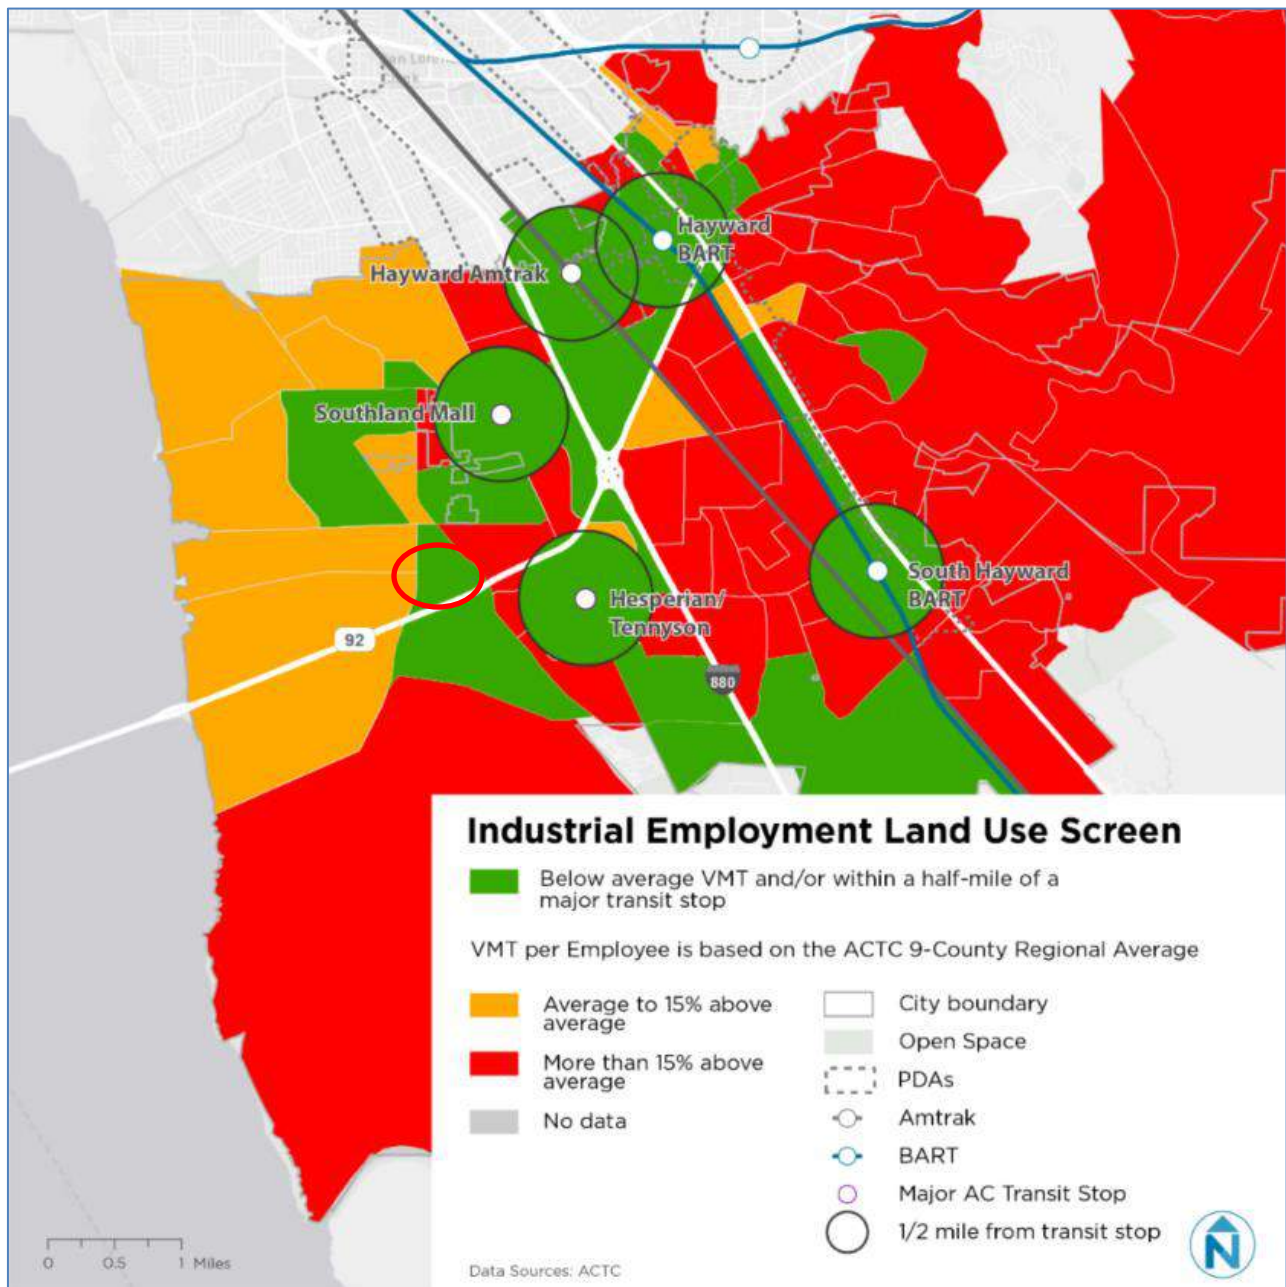 Hayward
BART
Hayward Amtrak
Southland Mall
South Hayward
BART
Hesperian/
Tennyson
92
880
Industrial Employment Land Use Screen
Below average VMT and/or within a half-mile of a
major transit stop
VMT per Employee is based on the ACTC 9-County Regional Average
Average to 15% above
average
More than 15% above
average
No data
City boundary
Open Space
PDAs
Amtrak
BART
Major AC Transit Stop
1/2 mile from transit stop
N
0 0.5 1 Miles
Data Sources: ACTC